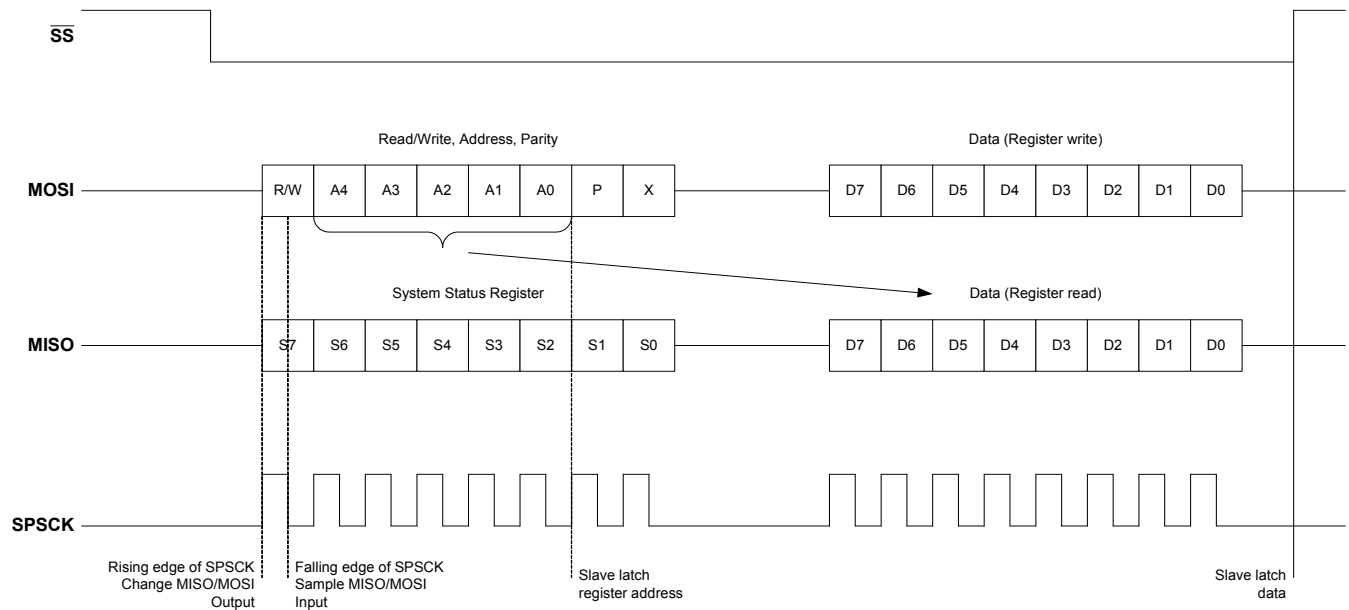 SS
Read/Write, Address, Parity
Data (Register write)
MOSI
R/W A4 A3 A2 A1 A0 P X
D7 D6 D5 D4 D3 D2 D1 D0
System Status Register
Data (Register read)
MISO
S7 S6 S5 S4 S3 S2 S1 S0
D7 D6 D5 D4 D3 D2 D1 D0
SPSCK
Rising edge of SPSCK
Change MISO/MOSI
Output
Falling edge of SPSCK
Sample MISO/MOSI
Input
Slave latch
register address
Slave latch
data